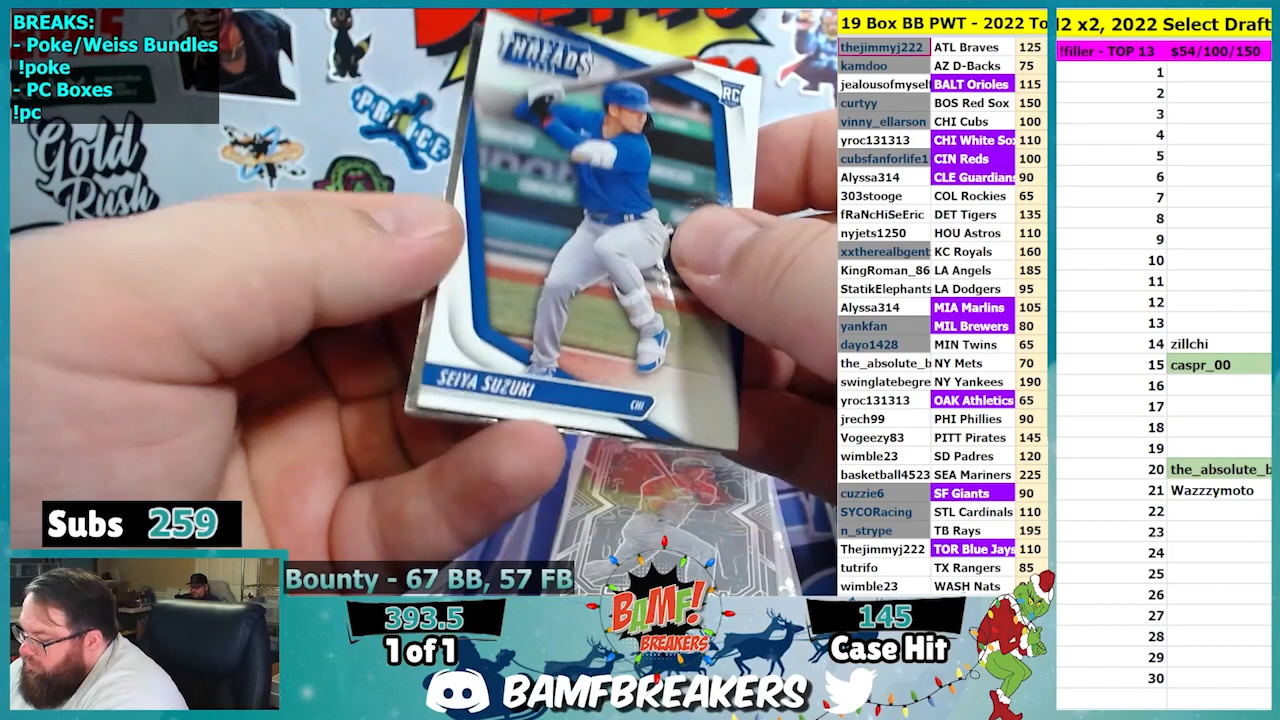 BREAKS:
- Poke/Weiss Bundles
!poke
- PC Boxes
!pc
Gold
Rush
PRINCE
THREADS
RC
SEIYA SUZUKI
CHI
Subs 259
Bounty - 67 BB, 57 FB
393.5
1 of 1
BAMF!
BREAKERS
145
Case Hit
BAMFBREAKERS
19 Box BB PWT - 2022 To
thejimmyj222 ATL Braves 125
kamdoo AZ D-Backs 75
jealousofmysel BALT Orioles 115
curtyy BOS Red Sox 150
vinny_ellarson CHI Cubs 100
yroc131313 CHI White So 110
cubsfanforlife1 CIN Reds 100
Alyssa314 CLE Guardians 90
303stooge COL Rockies 65
fRaNcHiSeEric DET Tigers 135
nyjets1250 HOU Astros 110
xxtherealbgent KC Royals 160
KingRoman_86 LA Angels 185
StatikElephants LA Dodgers 95
Alyssa314 MIA Marlins 105
yankfan MIL Brewers 80
dayo1428 MIN Twins 65
the_absolute_b NY Mets 70
swinglatebegre NY Yankees 190
yroc131313 OAK Athletics 65
jrech99 PHI Phillies 90
Vogeezy83 PITT Pirates 145
wimble23 SD Padres 120
basketball4523 SEA Mariners 225
cuzzie6 SF Giants 90
SYCORacing STL Cardinals 110
n_strype TB Rays 195
Thejimmyj222 TOR Blue Jays 110
tutrifo TX Rangers 85
wimble23 WASH Nats
2 x2, 2022 Select Draft
!filler - TOP 13 $54/100/150
1
2
3
4
5
6
7
8
9
10
11
12
13
14 zillchi
15 caspr_00
16
17
18
19
20 the_absolute_b
21 Wazzzymoto
22
23
24
25
26
27
28
29
30